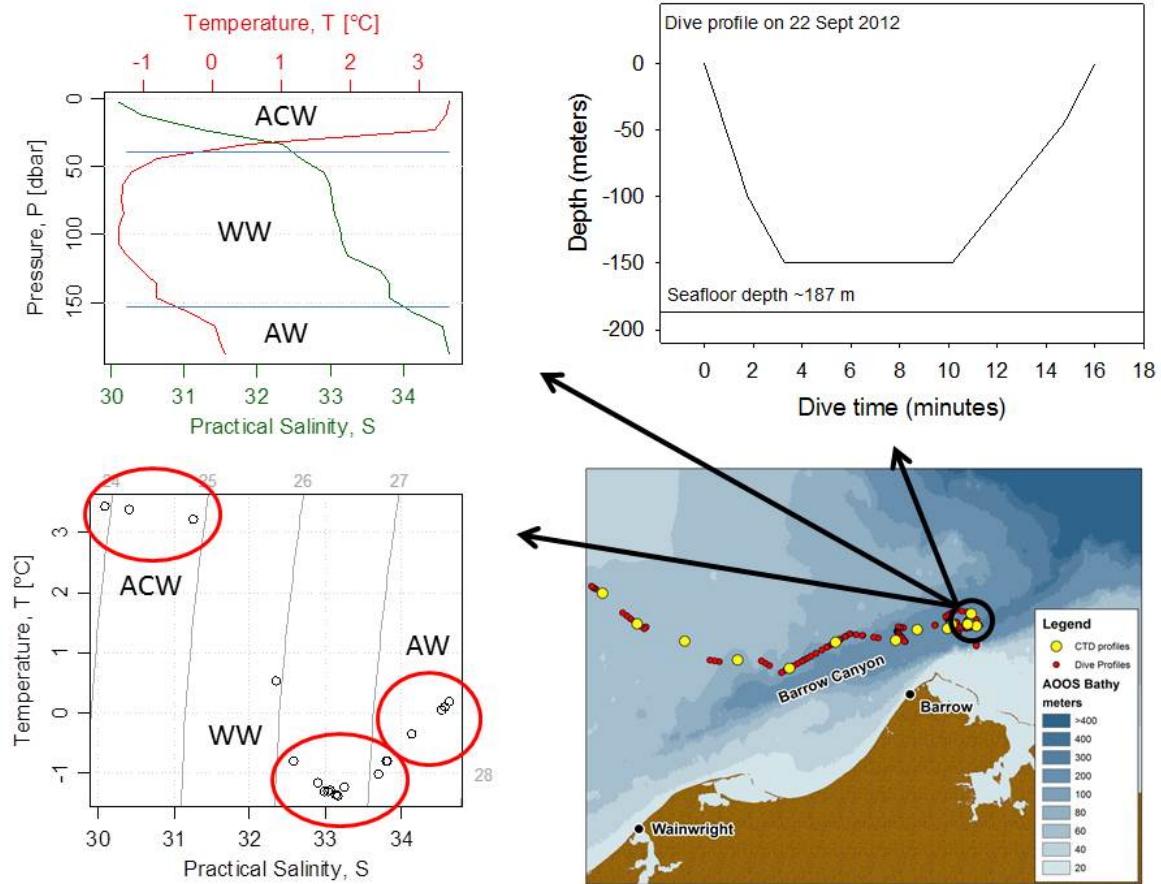 Temperature, T [°C]
-1 0 1 2 3
0
50
100
150
Pressure, P [dbar]
ACW
WW
AW
30 31 32 33 34
Practical Salinity, S
Dive profile on 22 Sept 2012
0
-50
-100
-150
-200
Depth (meters)
Seafloor depth ~187 m
0 2 4 6 8 10 12 14 16 18
Dive time (minutes)
24 25 26 27
28
3
2
1
0
-1
Temperature, T [°C]
ACW
WW
AW
30 31 32 33 34
Practical Salinity, S
Barrow Canyon
Barrow
Wainwright
Legend
CTD profiles
Dive Profiles
AOOS Bathy
meters
>400
400
300
200
100
80
60
40
20